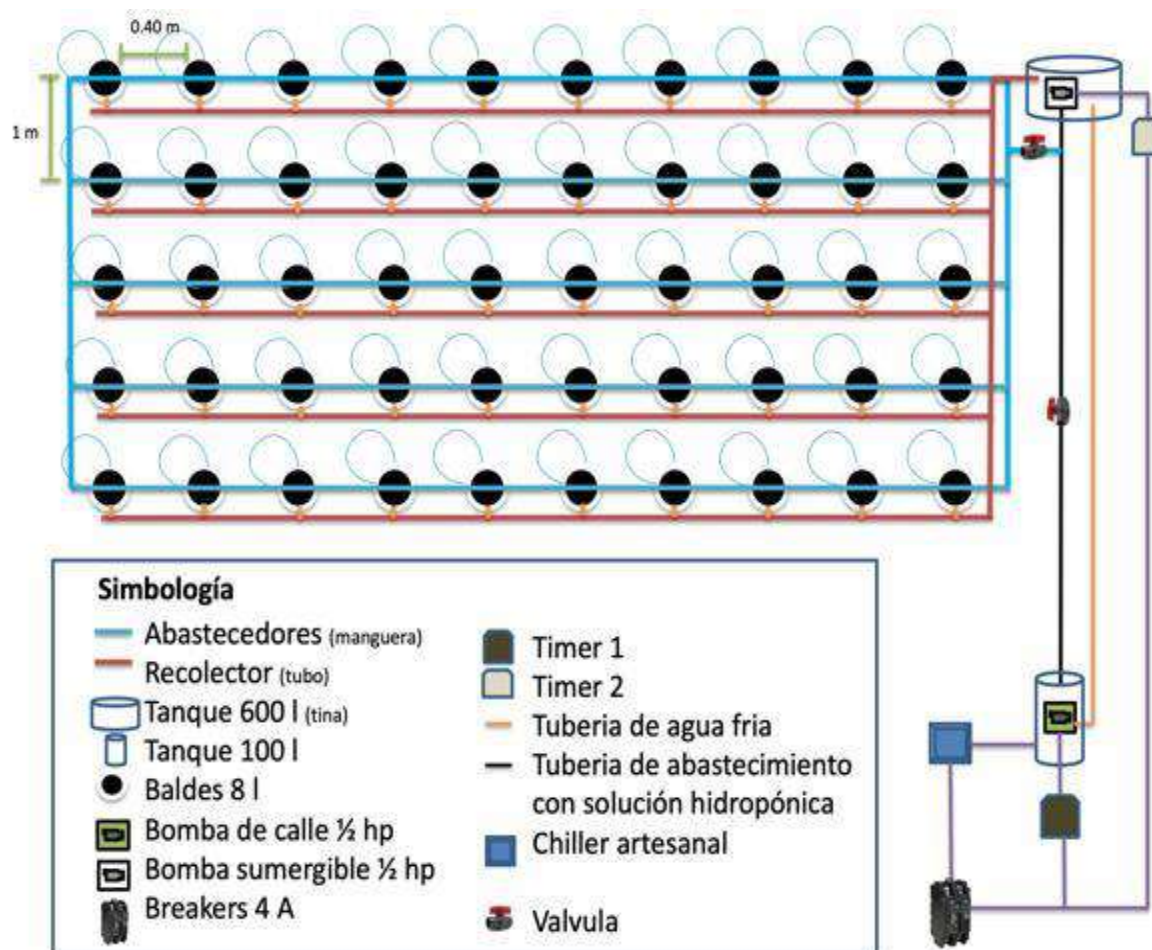 0.40 m
1 m
Simbología
Abastecedores (manguera)
Recolector (tubo)
Tanque 600 l (tina)
Tanque 100 l
Baldes 8 l
Bomba de calle ½ hp
Bomba sumergible ½ hp
Breakers 4 A
Timer 1
Timer 2
Tuberia de agua fria
Tuberia de abastecimiento
con solución hidropónica
Chiller artesanal
Valvula